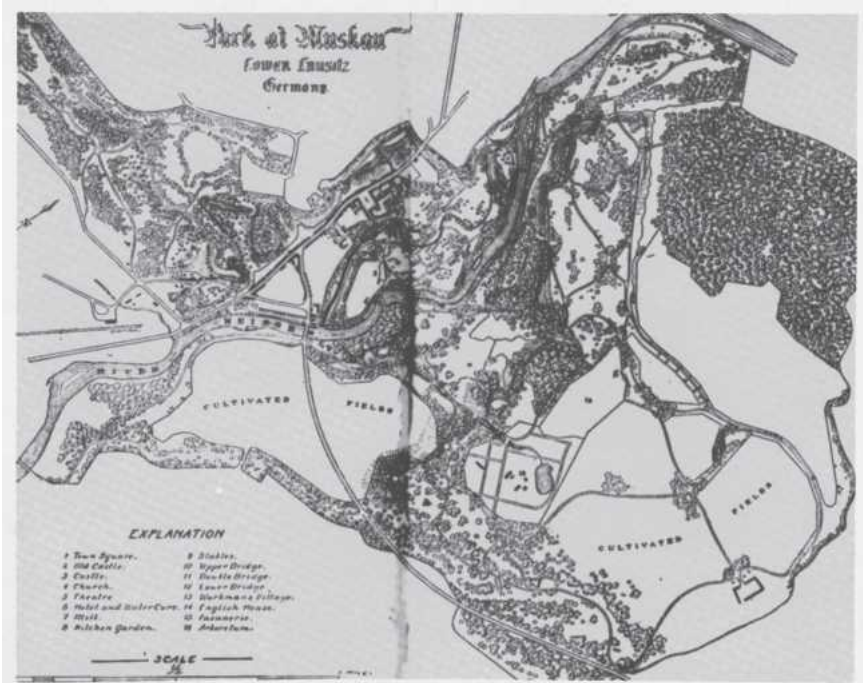 Park at Muskau
Lower Lausitz
Germany
RIVER NEISSE
CULTIVATED FIELDS
CULTIVATED FIELDS
EXPLANATION
1 Town Square.
2 Old Castle.
3 Castle.
4 Church.
5 Theatre
6 Hotel and Water Cure.
7 Mill.
8 Kitchen Garden.
9 Stables.
10 Upper Bridge.
11 Double Bridge.
12 Lower Bridge.
13 Workmans Village.
14 English House.
15 Fasanerie.
16 Arboretum.
SCALE